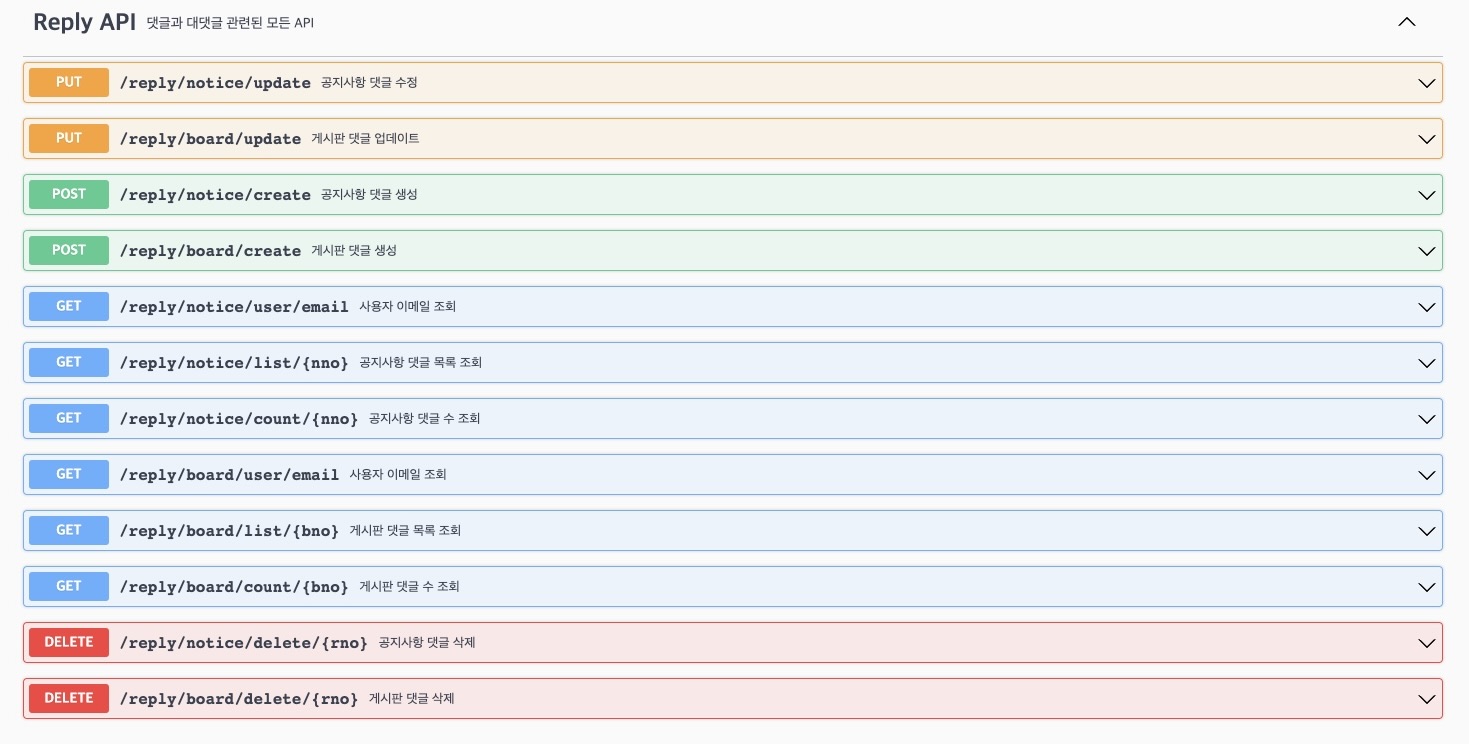 Reply API 댓글과 대댓글 관련된 모든 API
PUT /reply/notice/update 공지사항 댓글 수정
PUT /reply/board/update 게시판 댓글 업데이트
POST /reply/notice/create 공지사항 댓글 생성
POST /reply/board/create 게시판 댓글 생성
GET /reply/notice/user/email 사용자 이메일 조회
GET /reply/notice/list/{nno} 공지사항 댓글 목록 조회
GET /reply/notice/count/{nno} 공지사항 댓글 수 조회
GET /reply/board/user/email 사용자 이메일 조회
GET /reply/board/list/{bno} 게시판 댓글 목록 조회
GET /reply/board/count/{bno} 게시판 댓글 수 조회
DELETE /reply/notice/delete/{rno} 공지사항 댓글 삭제
DELETE /reply/board/delete/{rno} 게시판 댓글 삭제